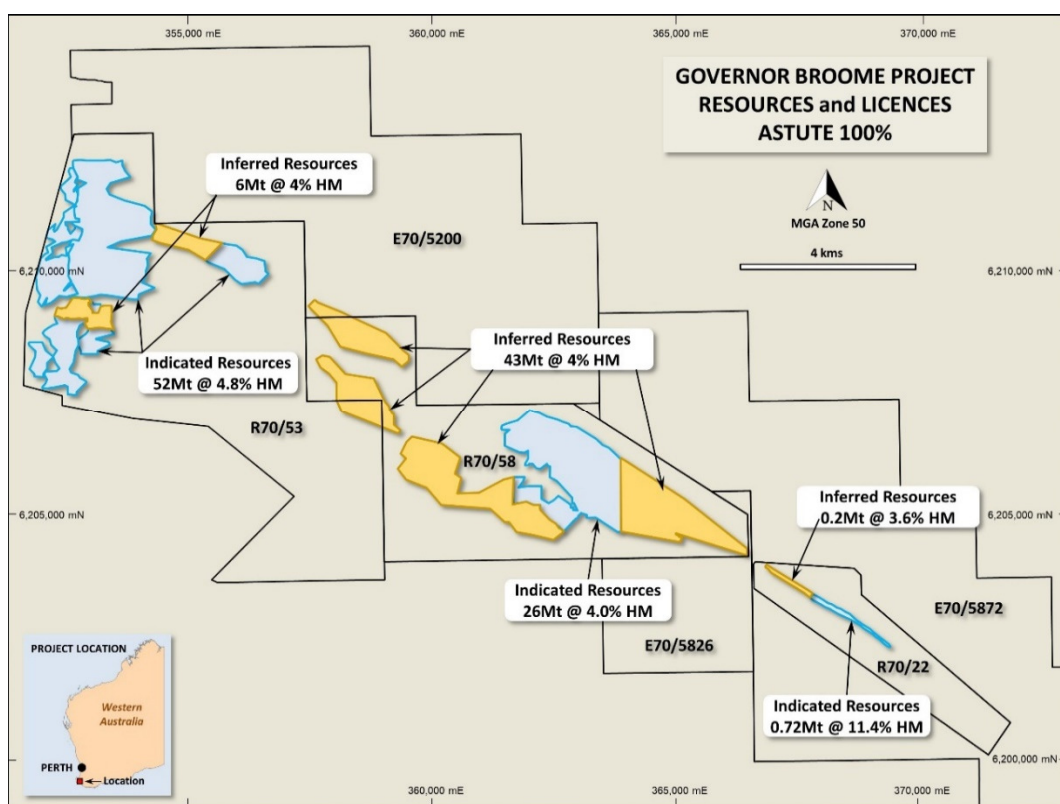 355,000 mE
360,000 mE
365,000 mE
370,000 mE
GOVERNOR BROOME PROJECT
RESOURCES and LICENCES
ASTUTE 100%
N
MGA Zone 50
4 kms
Inferred Resources
6Mt @ 4% HM
E70/5200
6,210,000 mN
6,210,000 mN
Inferred Resources
43Mt @ 4% HM
Indicated Resources
52Mt @ 4.8% HM
R70/53
R70/58
6,205,000 mN
6,205,000 mN
Inferred Resources
0.2Mt @ 3.6% HM
Indicated Resources
26Mt @ 4.0% HM
E70/5872
E70/5826
R70/22
Indicated Resources
0.72Mt @ 11.4% HM
PROJECT LOCATION
Western
Australia
PERTH
Location
6,200,000 mN
360,000 mE
365,000 mE
370,000 mE